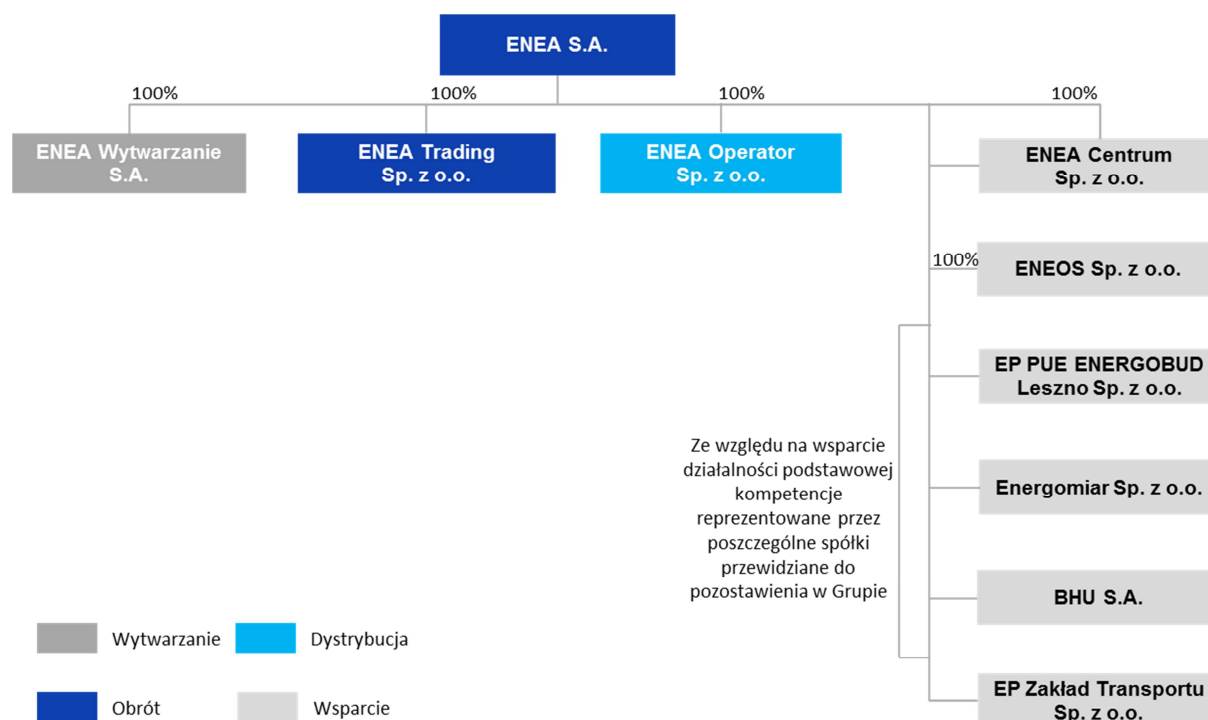 ENEA S.A.
100%
100%
100%
100%
ENEA Wytwarzanie
S.A.
ENEA Trading
Sp. z o.o.
ENEA Operator
Sp. z o.o.
ENEA Centrum
Sp. z o.o.
100%
ENEOS Sp. z o.o.
EP PUE ENERGOBUD
Leszno Sp. z o.o.
Ze względu na wsparcie
działalności podstawowej
kompetencje
reprezentowane przez
poszczególne spółki
przewidziane do
pozostawienia w Grupie
Energomiar Sp. z o.o.
BHU S.A.
EP Zakład Transportu
Sp. z o.o.
Wytwarzanie
Dystrybucja
Obrót
Wsparcie